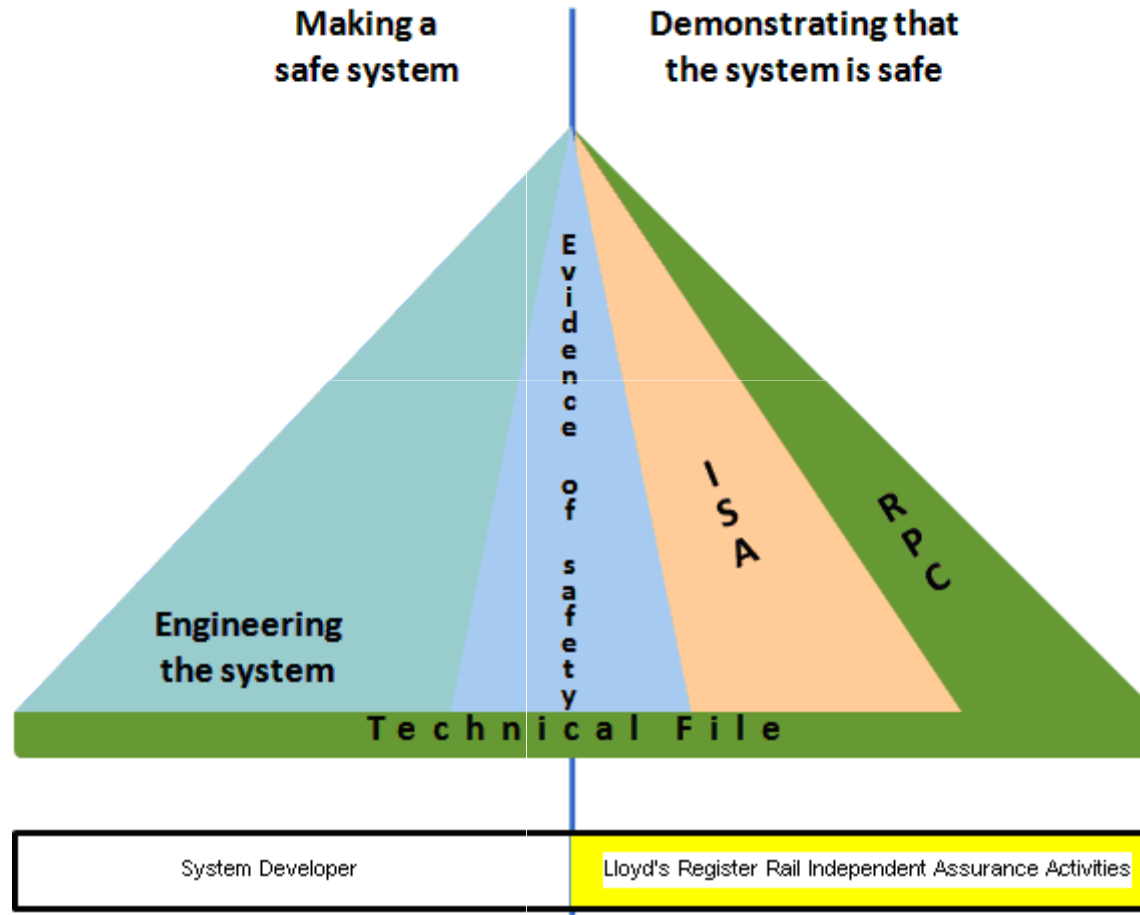 Making a
safe system
Demonstrating that
the system is safe
Evidence of safety
ISA
RPC
Engineering
the system
Technical File
System Developer
Lloyd's Register Rail Independent Assurance Activities